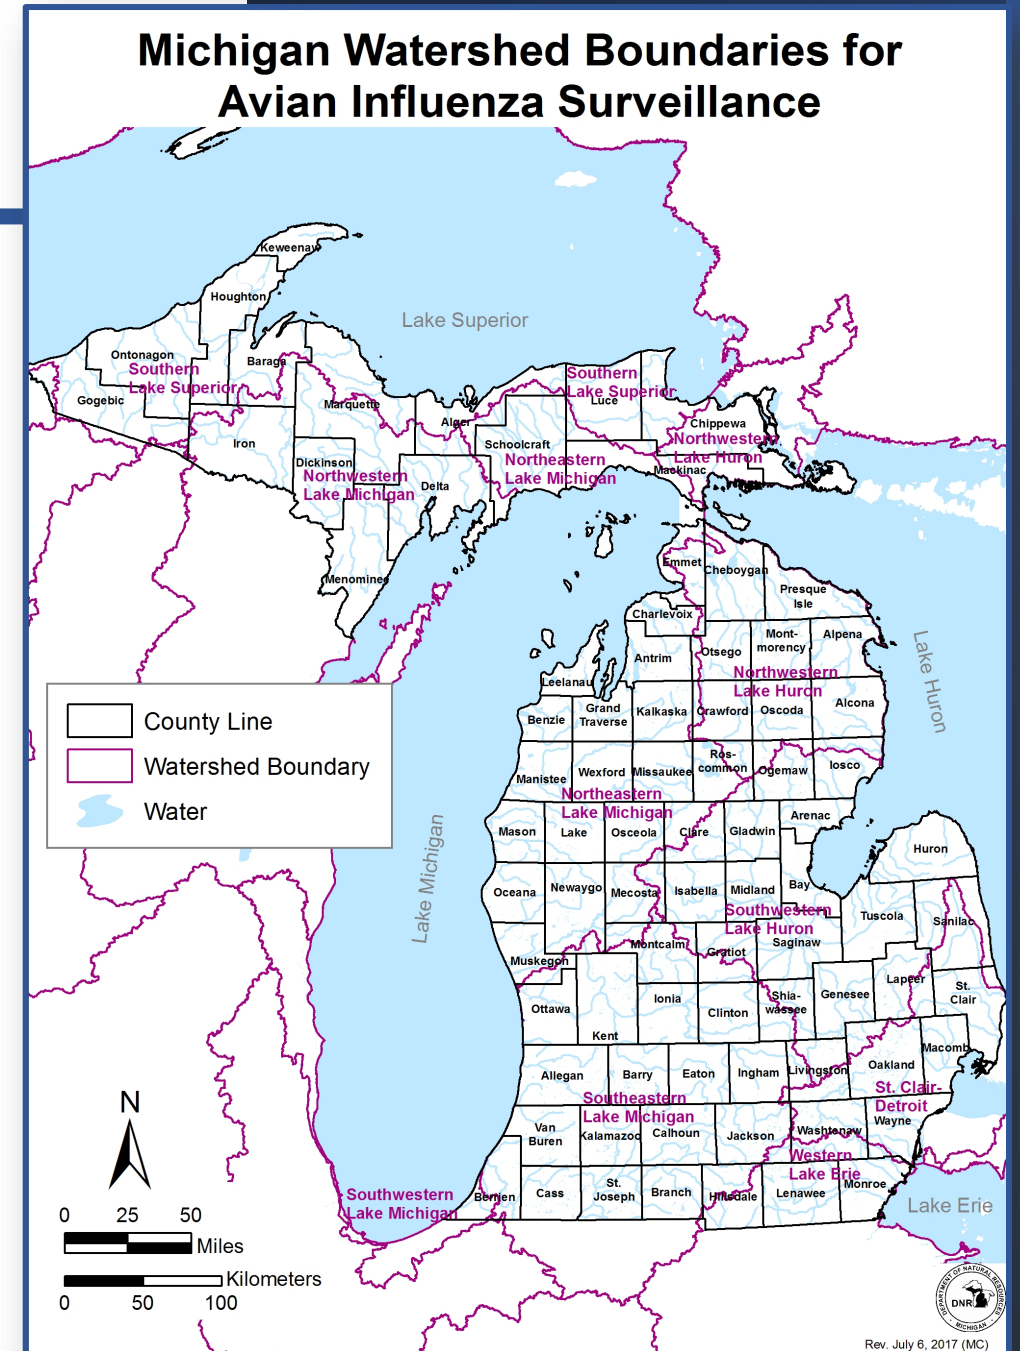 Michigan Watershed Boundaries for
Avian Influenza Surveillance
Keweenaw
Houghton
Lake Superior
Ontonagon
Baraga
Southern
Lake Superior
Gogebic
Southern
Lake Superior
Luce
Marquette
Alger
Chippewa
Iron
Schoolcraft
Northwestern
Lake Huron
Dickinson
Northeastern
Lake Michigan
Mackinac
Northwestern
Lake Michigan
Delta
Menominee
Emmet
Cheboygan
Presque
Isle
Charlevoix
Antrim
Otsego
Mont-
morency
Alpena
Lake Huron
Leelanau
Northwestern
Lake Huron
Benzie
Grand
Traverse
Kalkaska
Crawford
Oscoda
Alcona
County Line
Watershed Boundary
Water
Manistee
Wexford
Missaukee
Ros-
common
Ogemaw
Iosco
Northeastern
Lake Michigan
Mason
Lake
Osceola
Clare
Gladwin
Arenac
Huron
Lake Michigan
Oceana
Newaygo
Mecosta
Isabella
Midland
Bay
Southwestern
Lake Huron
Tuscola
Sanilac
Muskegon
Montcalm
Gratiot
Saginaw
Ottawa
Kent
Ionia
Clinton
Shia-
wassee
Genesee
Lapeer
St.
Clair
Allegan
Barry
Eaton
Ingham
Livingston
Oakland
Macomb
Southeastern
Lake Michigan
St. Clair-
Detroit
Van
Buren
Kalamazoo
Calhoun
Jackson
Washtenaw
Wayne
Western
Lake Erie
Southwestern
Lake Michigan
Berrien
Cass
St.
Joseph
Branch
Hillsdale
Lenawee
Monroe
Lake Erie
N
0 25 50
Miles
Kilometers
0 50 100
DEPARTMENT OF NATURAL RESOURCES
DNR
MICHIGAN
Rev. July 6, 2017 (MC)